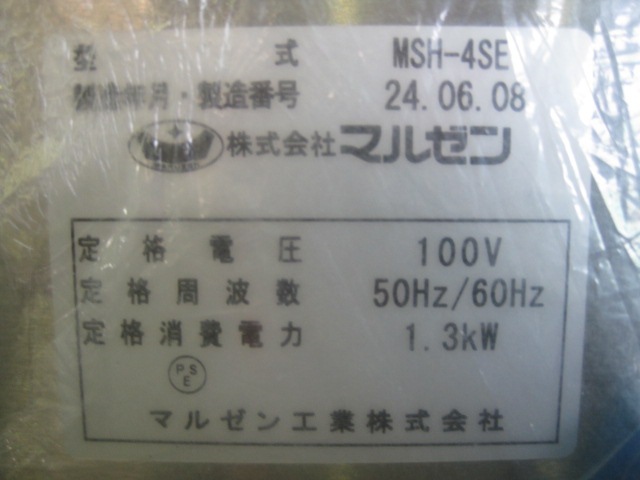 型式 MSH-4SE
製造年月・製造番号 24.06.08
株式会社マルゼン
定格電圧 100V
定格周波数 50Hz/60Hz
定格消費電力 1.3kW
PS
E
マルゼン工業株式会社